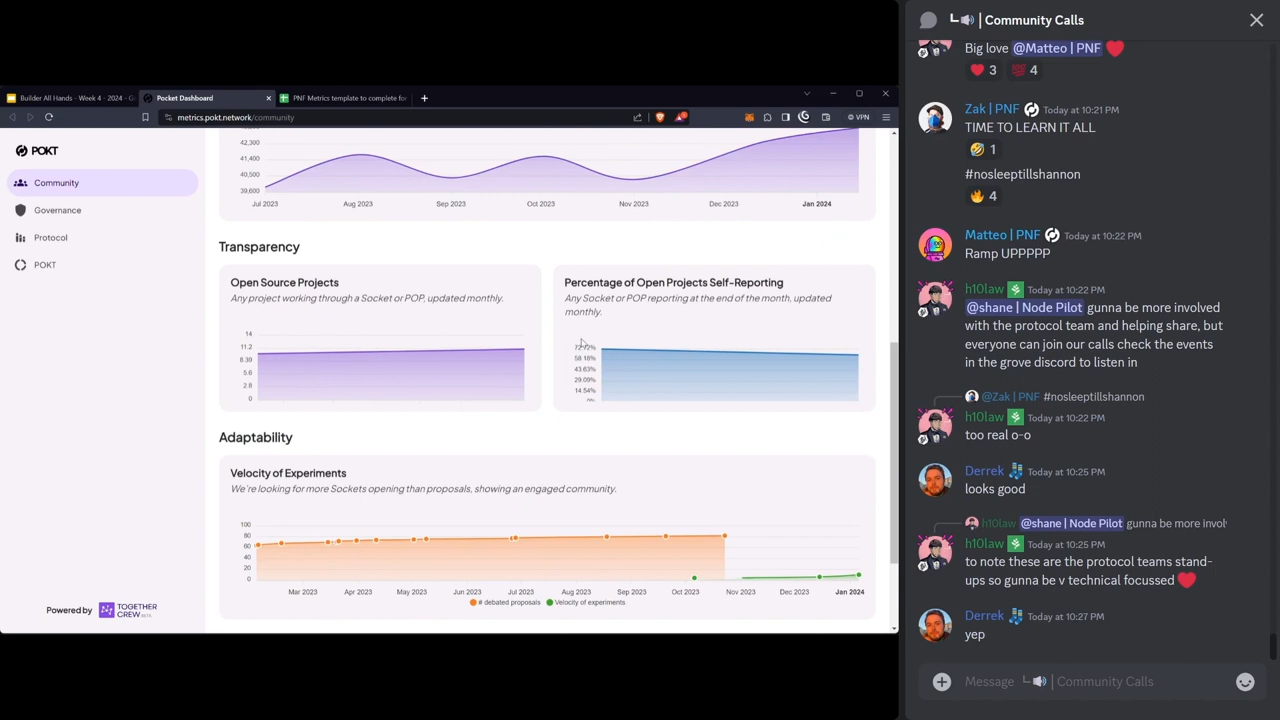 Builder All Hands - Week 4 - 2024 - G
Pocket Dashboard
PNF Metrics template to complete fo
metrics.pokt.network/community
VPN
POKT
Community
Governance
Protocol
POKT
Powered by
TOGETHER
CREW BETA
42,300
41,400
40,500
39,600
Jul 2023
Aug 2023
Sep 2023
Oct 2023
Nov 2023
Dec 2023
Jan 2024
Transparency
Open Source Projects
Any project working through a Socket or POP, updated monthly.
14
11.2
8.39
5.6
2.8
0
Percentage of Open Projects Self-Reporting
Any Socket or POP reporting at the end of the month, updated
monthly.
72.72%
58.18%
43.63%
29.09%
14.54%
0%
Adaptability
Velocity of Experiments
We're looking for more Sockets opening than proposals, showing an engaged community.
100
80
60
40
20
0
Mar 2023
Apr 2023
May 2023
Jun 2023
Jul 2023
Aug 2023
Sep 2023
Oct 2023
Nov 2023
Dec 2023
Jan 2024
# debated proposals
Velocity of experiments
Community Calls
Big love @Matteo | PNF
3
4
Zak | PNF Today at 10:21 PM
TIME TO LEARN IT ALL
1
#nosleeptillshannon
4
Matteo | PNF Today at 10:22 PM
Ramp UPPPPP
h10law Today at 10:22 PM
@shane | Node Pilot gunna be more involved
with the protocol team and helping share, but
everyone can join our calls check the events
in the grove discord to listen in
@Zak | PNF #nosleeptillshannon
h10law Today at 10:22 PM
too real o-o
Derrek Today at 10:25 PM
looks good
h10law @shane | Node Pilot gunna be more invol
h10law Today at 10:25 PM
to note these are the protocol teams stand-
ups so gunna be v technical focussed
Derrek Today at 10:27 PM
yep
Message Community Calls